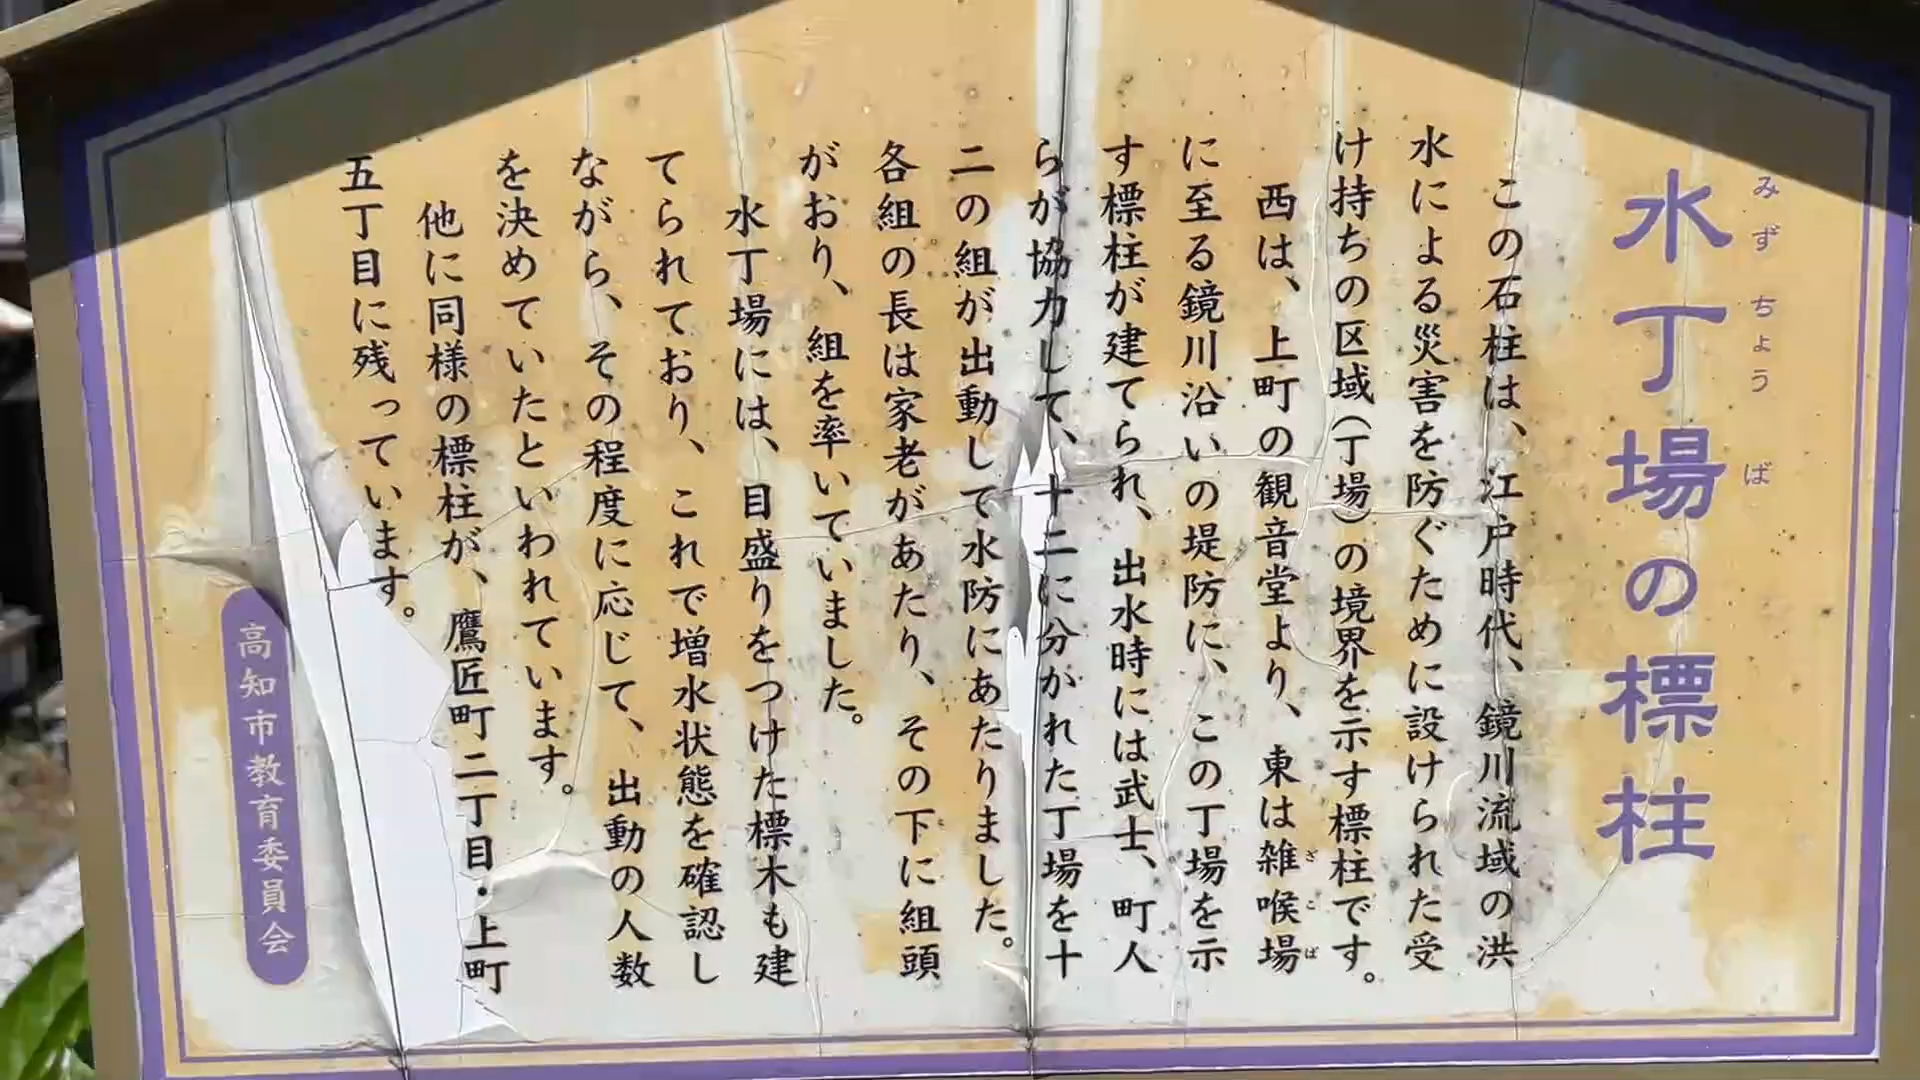 水丁場の標柱
みずちょうば
この石柱は、江戸時代、鏡川流域の洪
水による災害を防ぐために設けられた受
け持ちの区域(丁場)の境界を示す標柱です。
西は、上町の観音堂より、東は雑喉場
ざこば
に至る鏡川沿いの堤防に、この丁場を示
す標柱が建てられ、出水時には武士、町人
らが協力して、十二に分かれた丁場を十
二の組が出動して水防にあたりました。
各組の長は家老があたり、その下に組頭
がおり、組を率いていました。
水丁場には、目盛りをつけた標木も建
てられており、これで増水状態を確認し
ながら、その程度に応じて、出動の人数
を決めていたといわれています。
他に同様の標柱が、鷹匠町二丁目・上町
五丁目に残っています。
高知市教育委員会